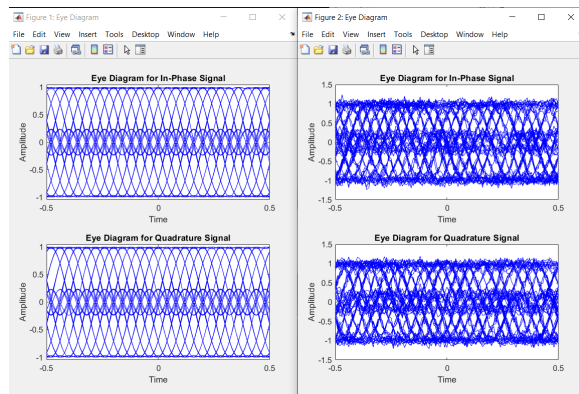 Figure 1: Eye Diagram
File Edit View Insert Tools Desktop Window Help
Eye Diagram for In-Phase Signal
1
0.5
0
-0.5
-1
Amplitude
-0.5 0 0.5
Time
Eye Diagram for Quadrature Signal
1
0.5
0
-0.5
-1
Amplitude
-0.5 0 0.5
Time
Figure 2: Eye Diagram
File Edit View Insert Tools Desktop Window Help
Eye Diagram for In-Phase Signal
1.5
1
0.5
0
-0.5
-1
-1.5
Amplitude
-0.5 0 0.5
Time
Eye Diagram for Quadrature Signal
1.5
1
0.5
0
-0.5
-1
-1.5
Amplitude
-0.5 0 0.5
Time